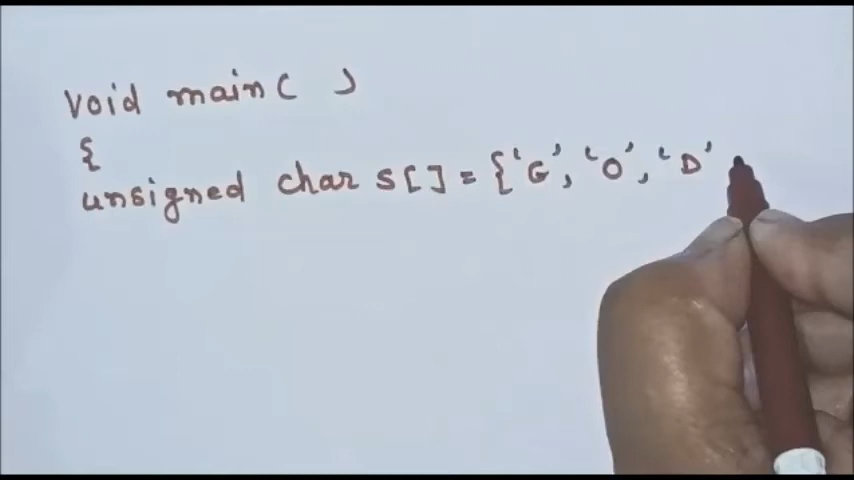 void main( )
{
unsigned char s[] = {'G', 'O', 'D'